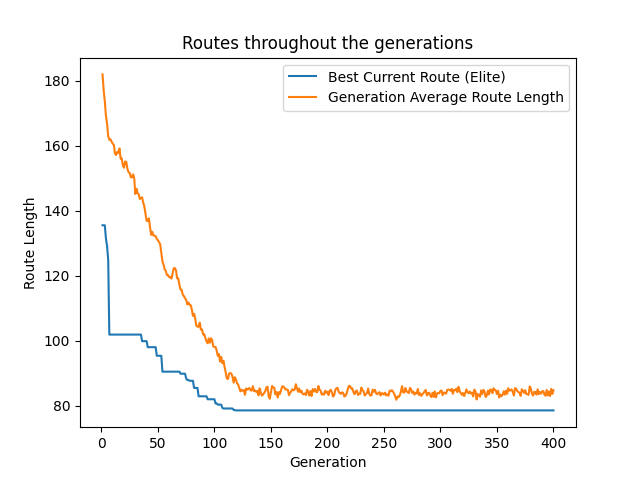 Routes throughout the generations
Best Current Route (Elite)
Generation Average Route Length
Route Length
180
160
140
120
100
80
0 50 100 150 200 250 300 350 400
Generation